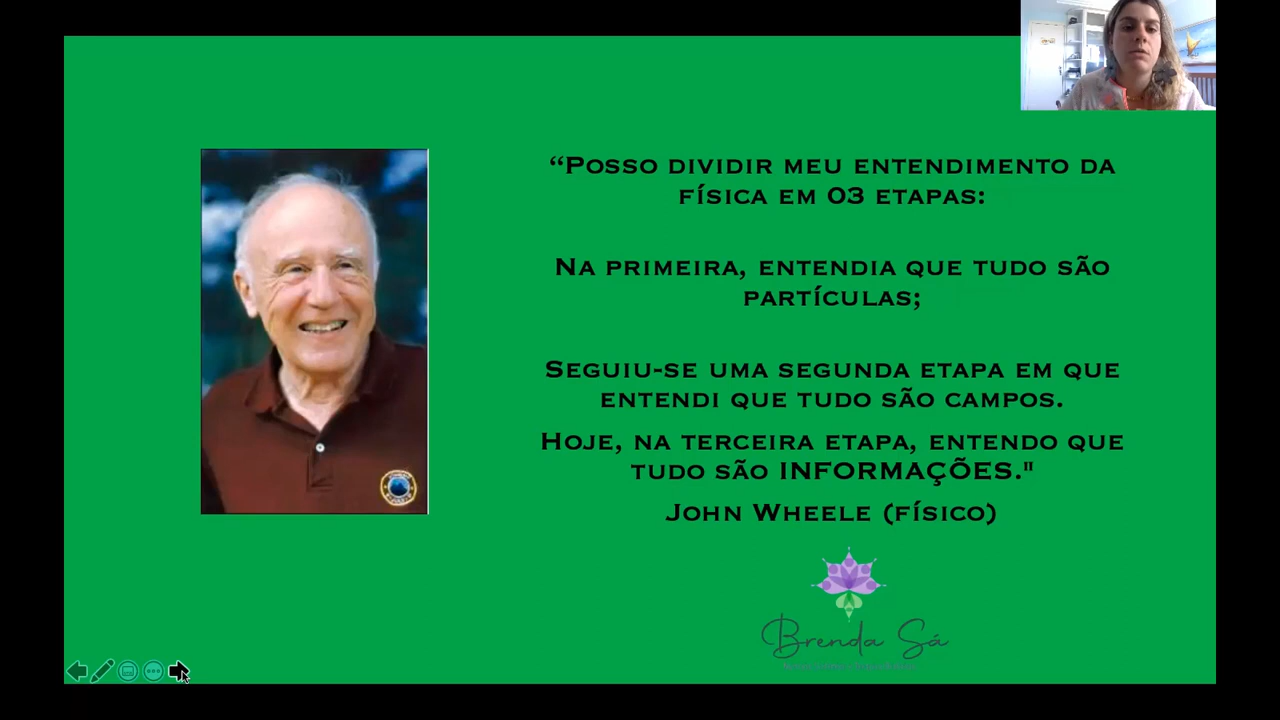 “Posso dividir meu entendimento da
física em 03 etapas:
Na primeira, entendia que tudo são
partículas;
Seguiu-se uma segunda etapa em que
entendi que tudo são campos.
Hoje, na terceira etapa, entendo que
tudo são INFORMAÇÕES."
John Wheele (físico)
Brenda Sá